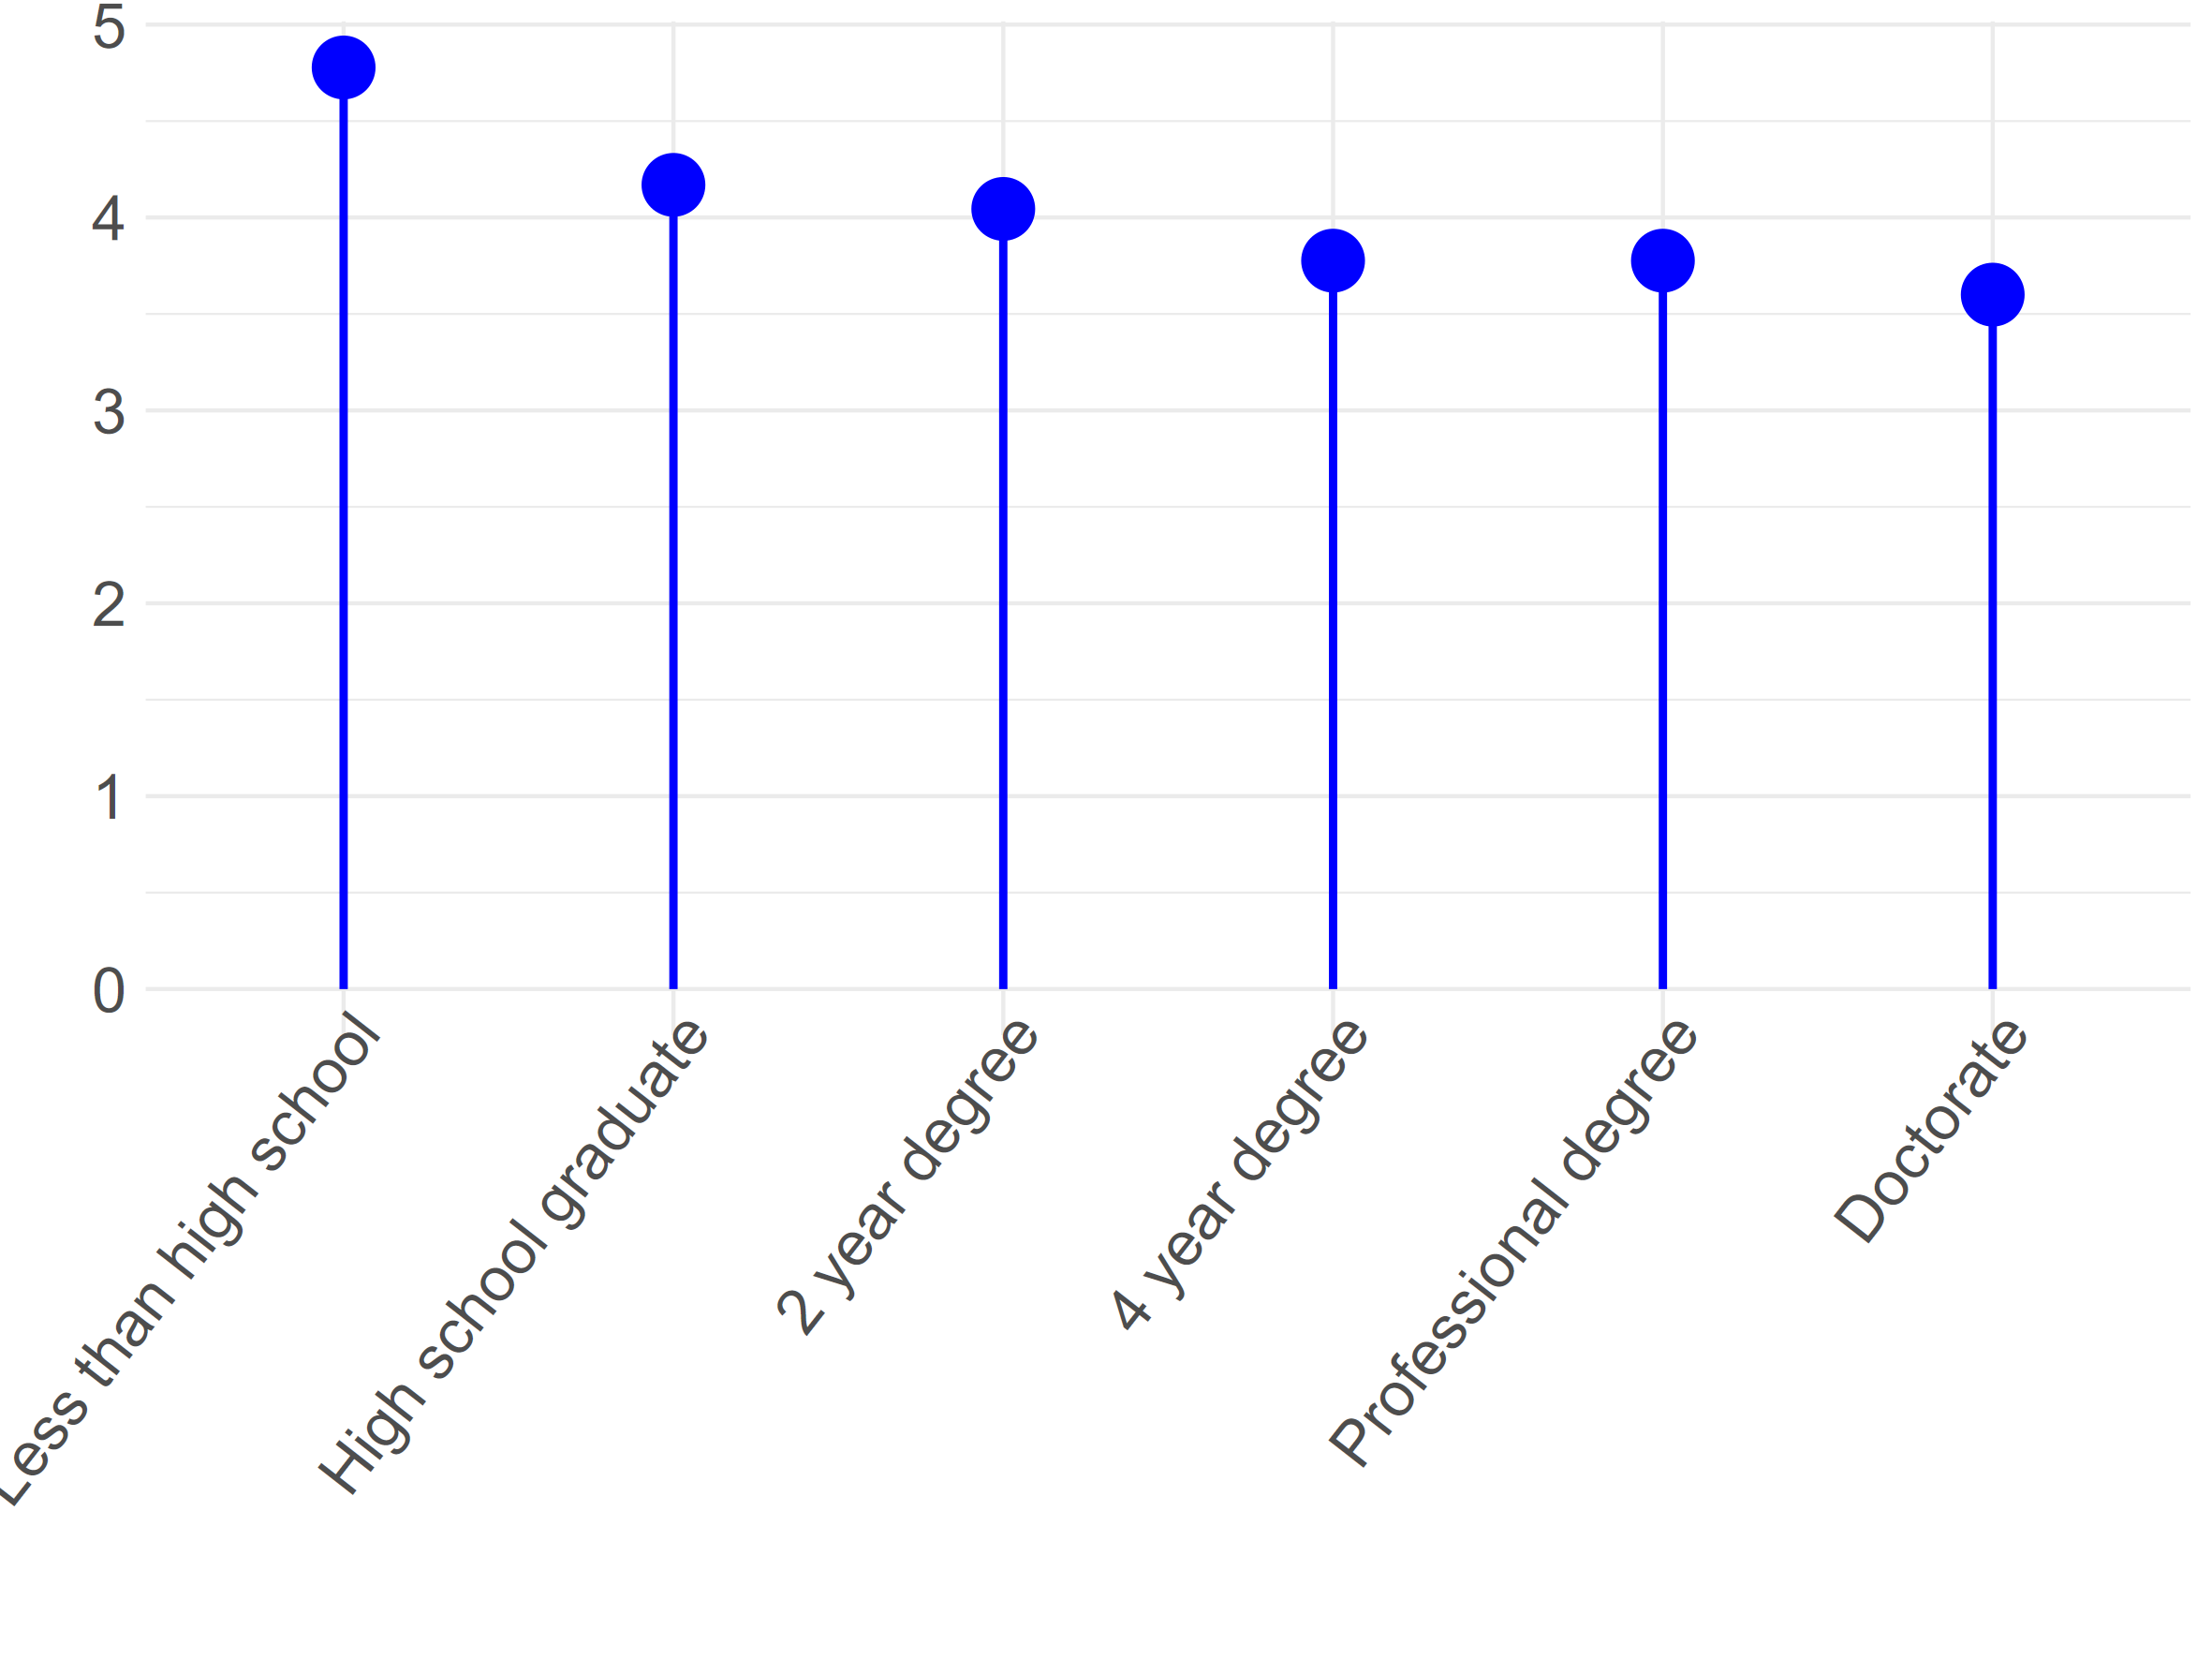 5
4
3
2
1
0
Less than high school
High school graduate
2 year degree
4 year degree
Professional degree
Doctorate